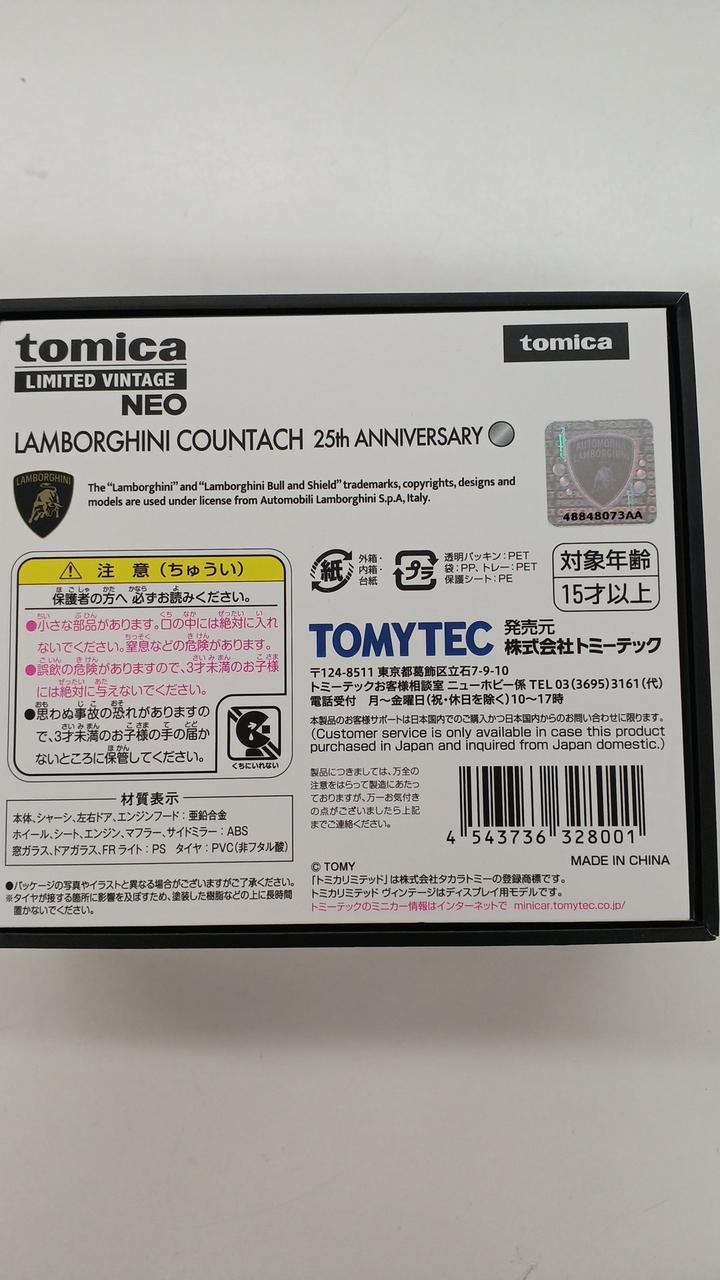 tomica
LIMITED VINTAGE
NEO
tomica
LAMBORGHINI COUNTACH 25th ANNIVERSARY
LAMBORGHINI
The "Lamborghini" and "Lamborghini Bull and Shield" trademarks, copyrights, designs and
models are used under license from Automobili Lamborghini S.p.A, Italy.
AUTOMOBILI
LAMBORGHINI
48848073AA
注 意 (ちゅうい)
保護者の方へ 必ずお読みください。
●小さな部品があります。口の中には絶対に入れ
ないでください。窒息などの危険があります。
●誤飲の危険がありますので、3才未満のお子様
には絶対に与えないでください。
●思わぬ事故の恐れがありますの
で、3才未満のお子様の手の届か
ないところに保管してください。
くちにいれない
材質表示
本体、シャーシ、左右ドア、エンジンフード：亜鉛合金
ホイール、シート、エンジン、マフラー、サイドミラー：ABS
窓ガラス、ドアガラス、FRライト：PS タイヤ：PVC(非フタル酸)
●パッケージの写真やイラストと異なる場合がございますがご了承ください。
※タイヤが接する箇所に影響を及ぼすため、塗装した樹脂などの上に長時間
置かないでください。
紙
外箱・
内箱・
台紙
プラ
透明パッキン：PET
袋：PP、トレー：PET
保護シート：PE
対象年齢
15才以上
TOMYTEC
発売元
株式会社トミーテック
〒124-8511 東京都葛飾区立石7-9-10
トミーテックお客様相談室 ニューホビー係 TEL 03(3695)3161(代)
電話受付 月〜金曜日(祝・休日を除く)10〜17時
本製品のお客様サポートは日本国内でのご購入かつ日本国内からのお問い合わせに限ります。
(Customer service is only available in case this product
purchased in Japan and inquired from Japan domestic.)
製品につきましては、万全の
注意をはらって製造にあたっ
ておりますが、万一お気付き
の点がございましたら上記
までご連絡ください。
4 543736 328001
MADE IN CHINA
© TOMY
「トミカリミテッド」は株式会社タカラトミーの登録商標です。
トミカリミテッド ヴィンテージはディスプレイ用モデルです。
トミーテックのミニカー情報はインターネットで minicar.tomytec.co.jp/